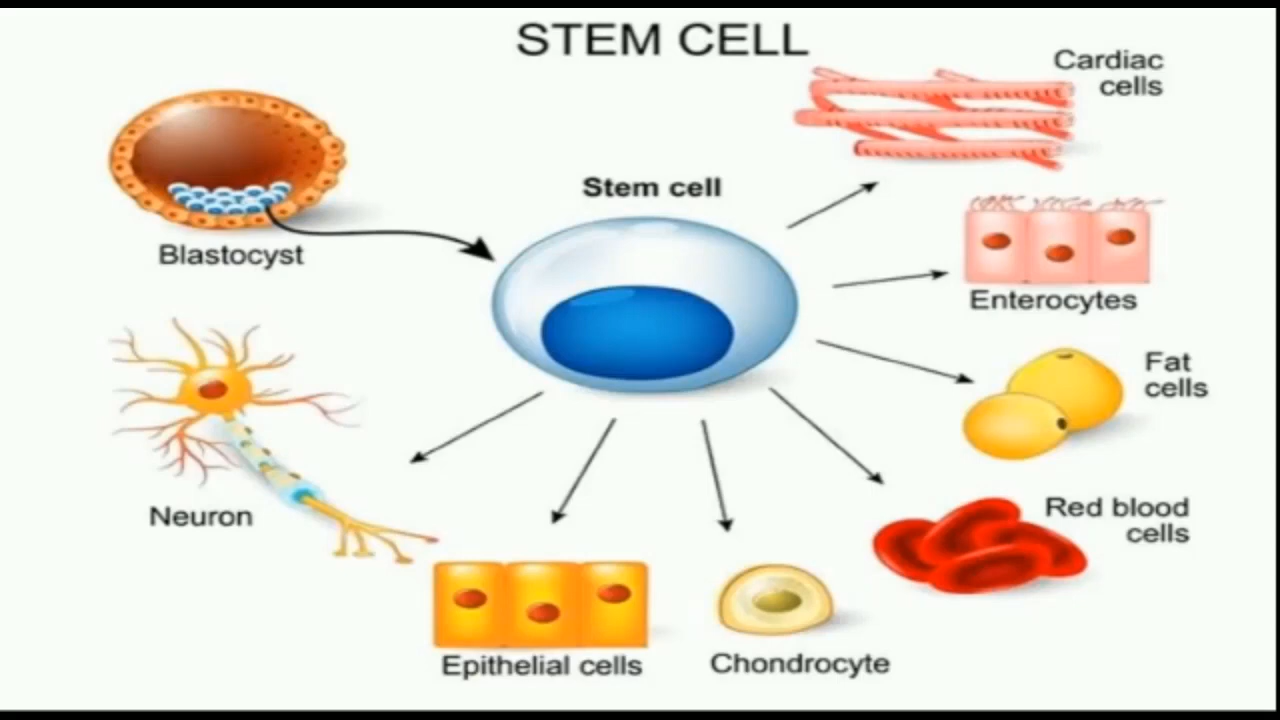 STEM CELL
Cardiac
cells
Stem cell
Blastocyst
Enterocytes
Fat
cells
Neuron
Red blood
cells
Epithelial cells
Chondrocyte